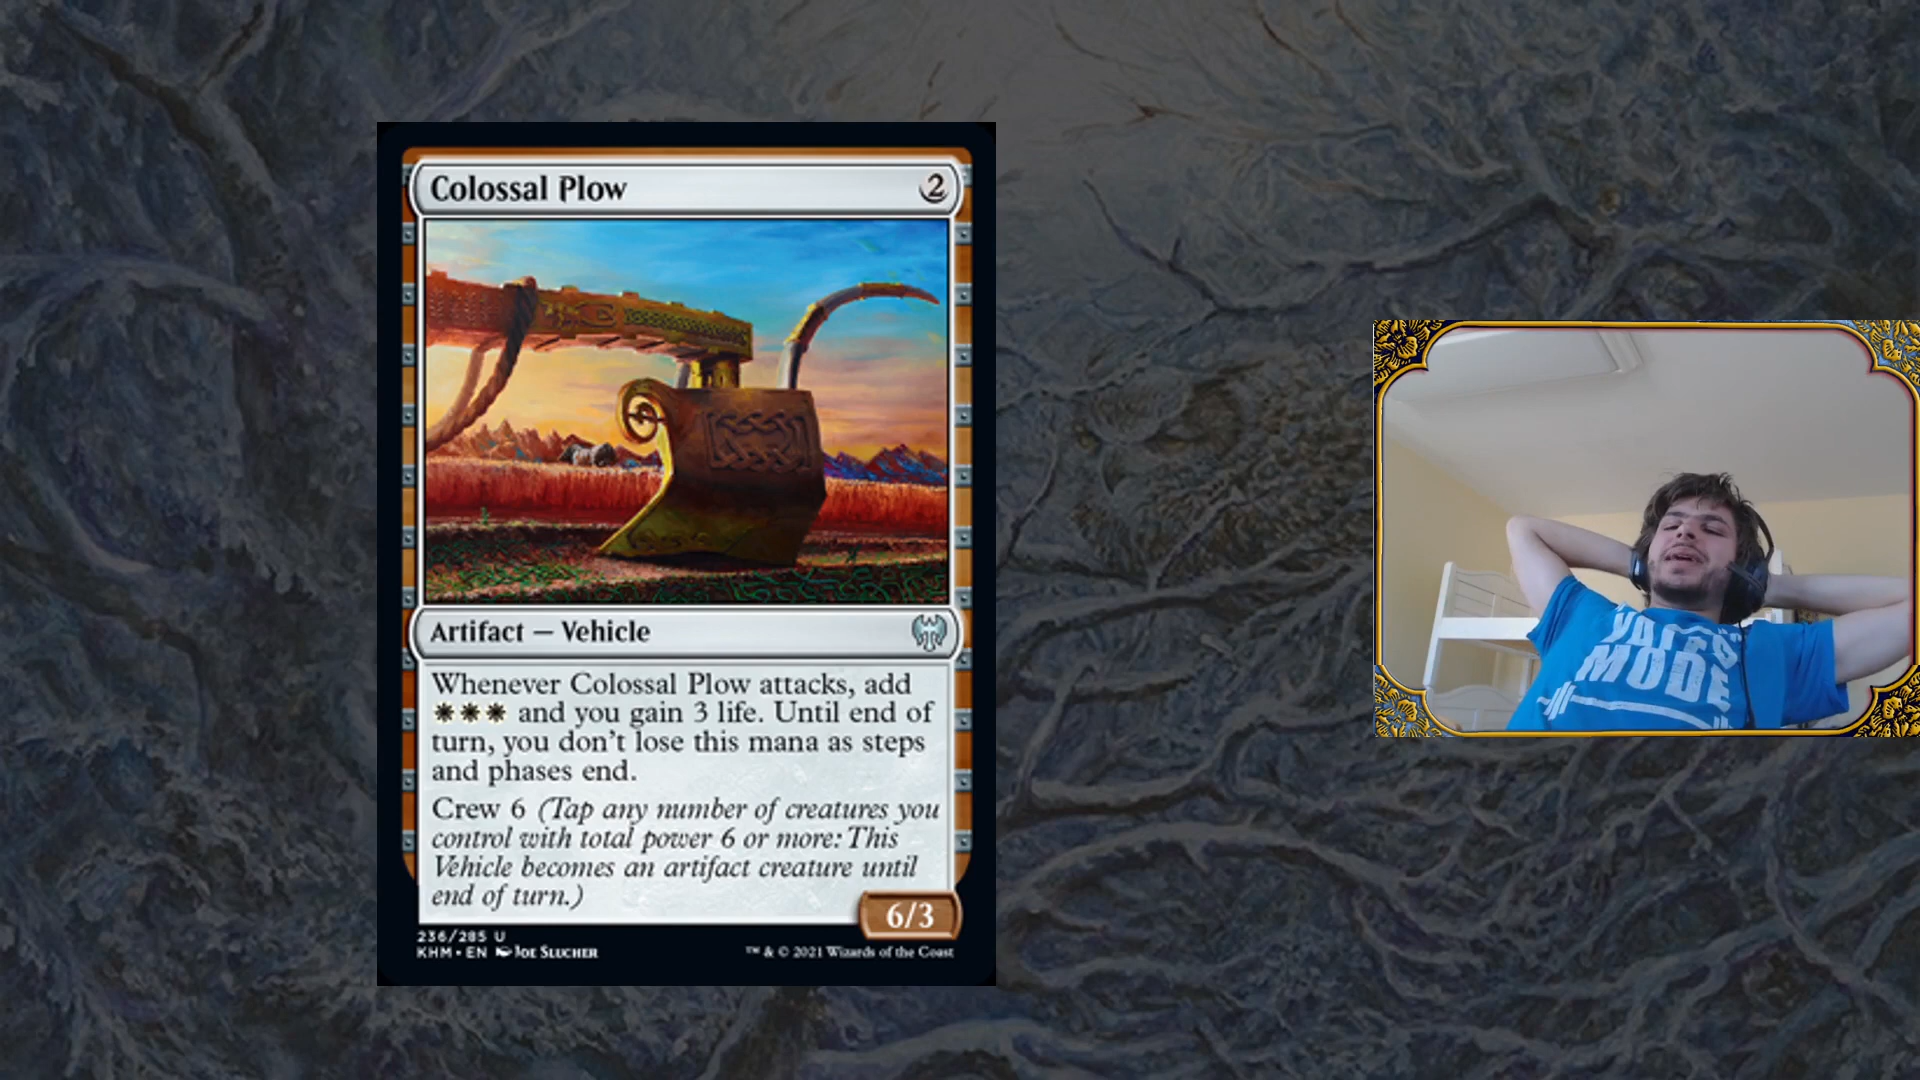 Colossal Plow 2
Artifact — Vehicle
Whenever Colossal Plow attacks, add
and you gain 3 life. Until end of
turn, you don't lose this mana as steps
and phases end.
Crew 6 (Tap any number of creatures you
control with total power 6 or more: This
Vehicle becomes an artifact creature until
end of turn.)
6/3
236/285 U
KHM • EN JOE SLUCHER
™ & © 2021 Wizards of the Coast
MODE